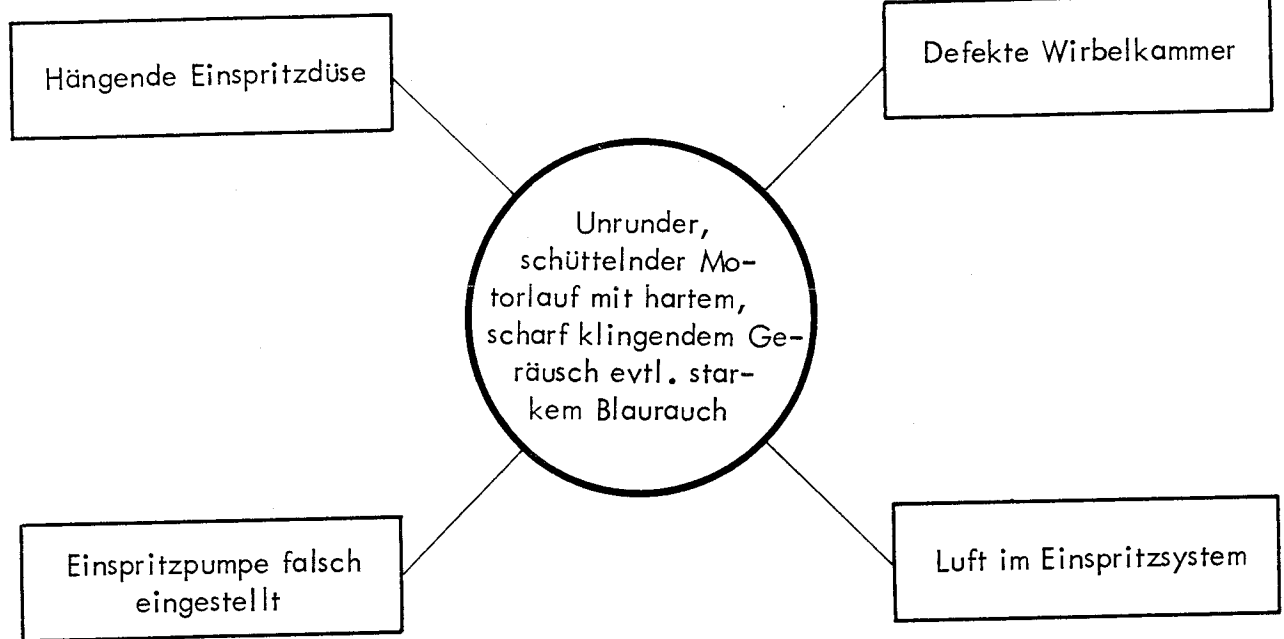 Hängende Einspritzdüse
Defekte Wirbelkammer
Unrunder,
schüttelnder Mo-
torlauf mit hartem,
scharf klingendem Ge-
räusch evtl. star-
kem Blaurauch
Einspritzpumpe falsch
eingestellt
Luft im Einspritzsystem